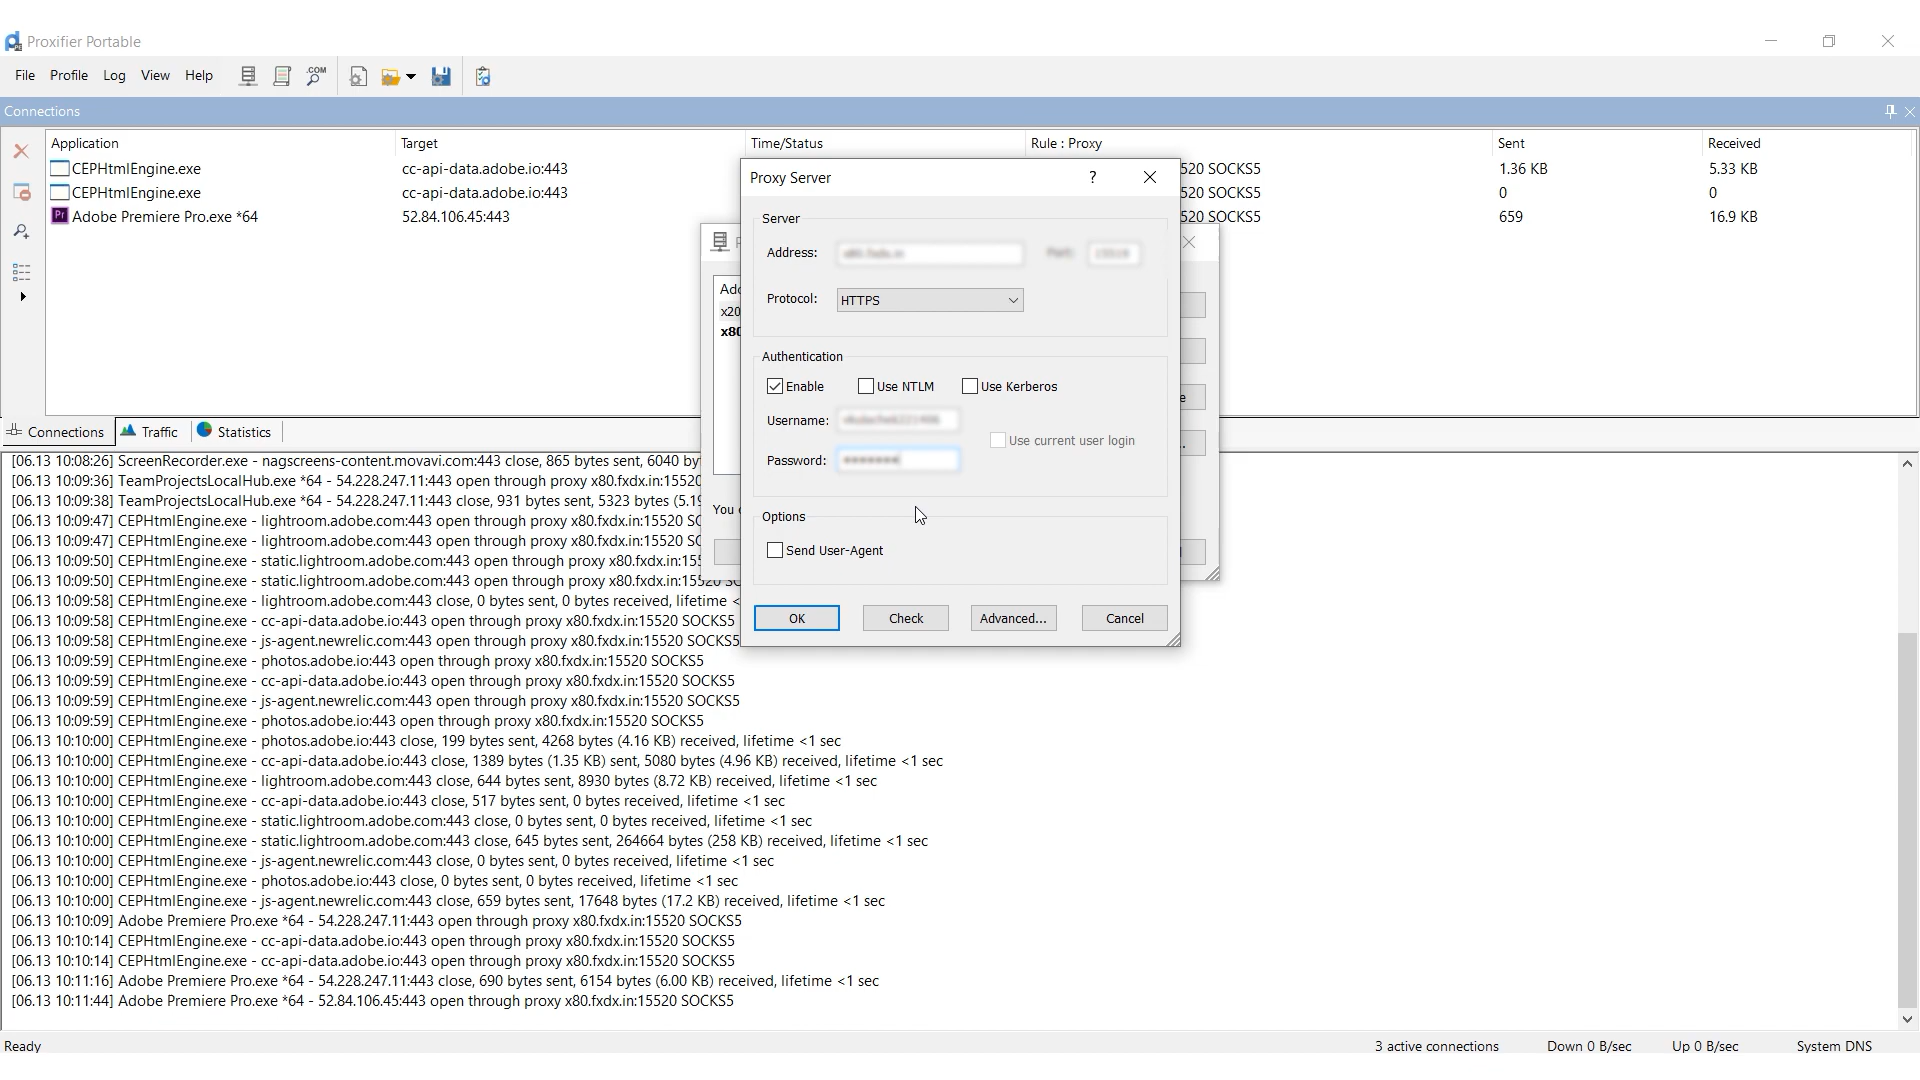 Proxifier Portable
File Profile Log View Help
.COM
Connections
Application Target Time/Status Rule : Proxy Sent Received
CEPHtmlEngine.exe cc-api-data.adobe.io:443 520 SOCKS5 1.36 KB 5.33 KB
CEPHtmlEngine.exe cc-api-data.adobe.io:443 520 SOCKS5 0 0
Pr Adobe Premiere Pro.exe *64 52.84.106.45:443 520 SOCKS5 659 16.9 KB
Proxy Server ?
Server
Address:
Protocol: HTTPS
Authentication
Enable Use NTLM Use Kerberos
Username:
Use current user login
Password:
Options
Send User-Agent
OK Check Advanced... Cancel
x20
x80
You
Connections Traffic Statistics
[06.13 10:08:26] ScreenRecorder.exe - nagscreens-content.movavi.com:443 close, 865 bytes sent, 6040 by
[06.13 10:09:36] TeamProjectsLocalHub.exe *64 - 54.228.247.11:443 open through proxy x80.fxdx.in:15520
[06.13 10:09:38] TeamProjectsLocalHub.exe *64 - 54.228.247.11:443 close, 931 bytes sent, 5323 bytes (5.19
[06.13 10:09:47] CEPHtmlEngine.exe - lightroom.adobe.com:443 open through proxy x80.fxdx.in:15520 SO
[06.13 10:09:47] CEPHtmlEngine.exe - lightroom.adobe.com:443 open through proxy x80.fxdx.in:15520 SO
[06.13 10:09:50] CEPHtmlEngine.exe - static.lightroom.adobe.com:443 open through proxy x80.fxdx.in:155
[06.13 10:09:50] CEPHtmlEngine.exe - static.lightroom.adobe.com:443 open through proxy x80.fxdx.in:15520 SO
[06.13 10:09:58] CEPHtmlEngine.exe - lightroom.adobe.com:443 close, 0 bytes sent, 0 bytes received, lifetime <
[06.13 10:09:58] CEPHtmlEngine.exe - cc-api-data.adobe.io:443 open through proxy x80.fxdx.in:15520 SOCKS5
[06.13 10:09:58] CEPHtmlEngine.exe - js-agent.newrelic.com:443 open through proxy x80.fxdx.in:15520 SOCKS5
[06.13 10:09:59] CEPHtmlEngine.exe - photos.adobe.io:443 open through proxy x80.fxdx.in:15520 SOCKS5
[06.13 10:09:59] CEPHtmlEngine.exe - cc-api-data.adobe.io:443 open through proxy x80.fxdx.in:15520 SOCKS5
[06.13 10:09:59] CEPHtmlEngine.exe - js-agent.newrelic.com:443 open through proxy x80.fxdx.in:15520 SOCKS5
[06.13 10:09:59] CEPHtmlEngine.exe - photos.adobe.io:443 open through proxy x80.fxdx.in:15520 SOCKS5
[06.13 10:10:00] CEPHtmlEngine.exe - photos.adobe.io:443 close, 199 bytes sent, 4268 bytes (4.16 KB) received, lifetime <1 sec
[06.13 10:10:00] CEPHtmlEngine.exe - cc-api-data.adobe.io:443 close, 1389 bytes (1.35 KB) sent, 5080 bytes (4.96 KB) received, lifetime <1 sec
[06.13 10:10:00] CEPHtmlEngine.exe - lightroom.adobe.com:443 close, 644 bytes sent, 8930 bytes (8.72 KB) received, lifetime <1 sec
[06.13 10:10:00] CEPHtmlEngine.exe - cc-api-data.adobe.io:443 close, 517 bytes sent, 0 bytes received, lifetime <1 sec
[06.13 10:10:00] CEPHtmlEngine.exe - static.lightroom.adobe.com:443 close, 0 bytes sent, 0 bytes received, lifetime <1 sec
[06.13 10:10:00] CEPHtmlEngine.exe - static.lightroom.adobe.com:443 close, 645 bytes sent, 264664 bytes (258 KB) received, lifetime <1 sec
[06.13 10:10:00] CEPHtmlEngine.exe - js-agent.newrelic.com:443 close, 0 bytes sent, 0 bytes received, lifetime <1 sec
[06.13 10:10:00] CEPHtmlEngine.exe - photos.adobe.io:443 close, 0 bytes sent, 0 bytes received, lifetime <1 sec
[06.13 10:10:00] CEPHtmlEngine.exe - js-agent.newrelic.com:443 close, 659 bytes sent, 17648 bytes (17.2 KB) received, lifetime <1 sec
[06.13 10:10:09] Adobe Premiere Pro.exe *64 - 54.228.247.11:443 open through proxy x80.fxdx.in:15520 SOCKS5
[06.13 10:10:14] CEPHtmlEngine.exe - cc-api-data.adobe.io:443 open through proxy x80.fxdx.in:15520 SOCKS5
[06.13 10:10:14] CEPHtmlEngine.exe - cc-api-data.adobe.io:443 open through proxy x80.fxdx.in:15520 SOCKS5
[06.13 10:11:16] Adobe Premiere Pro.exe *64 - 54.228.247.11:443 close, 690 bytes sent, 6154 bytes (6.00 KB) received, lifetime <1 sec
[06.13 10:11:44] Adobe Premiere Pro.exe *64 - 52.84.106.45:443 open through proxy x80.fxdx.in:15520 SOCKS5
Ready 3 active connections Down 0 B/sec Up 0 B/sec System DNS